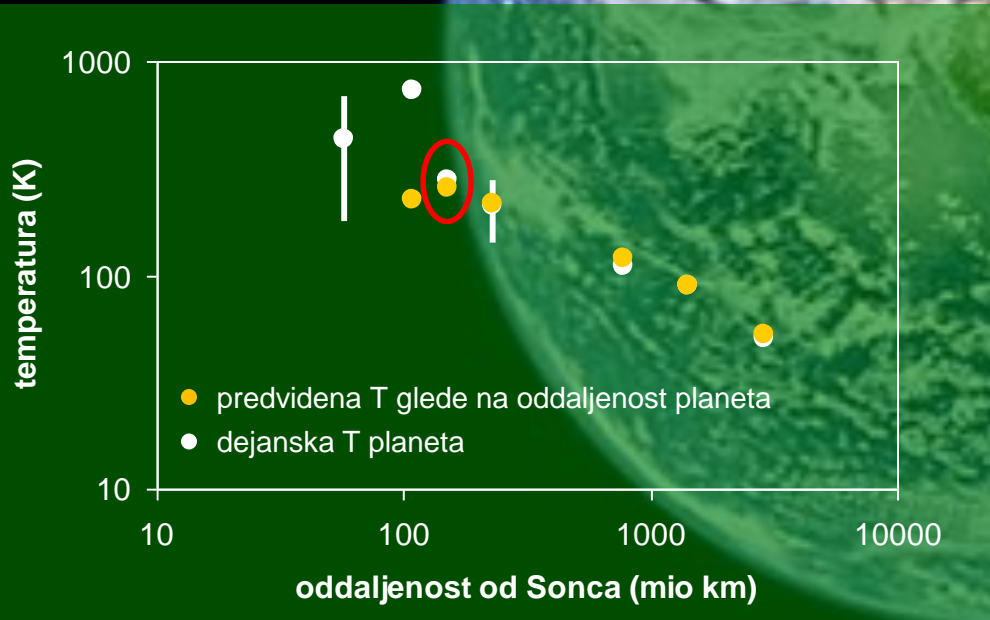 1000
100
10
temperatura (K)
predvidena T glede na oddaljenost planeta
dejanska T planeta
10
100
1000
10000
oddaljenost od Sonca (mio km)